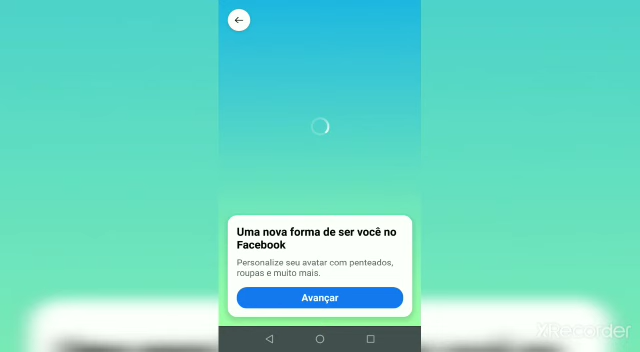 Uma nova forma de ser você no
Facebook
Personalize seu avatar com penteados,
roupas e muito mais.
Avançar
XRecorder